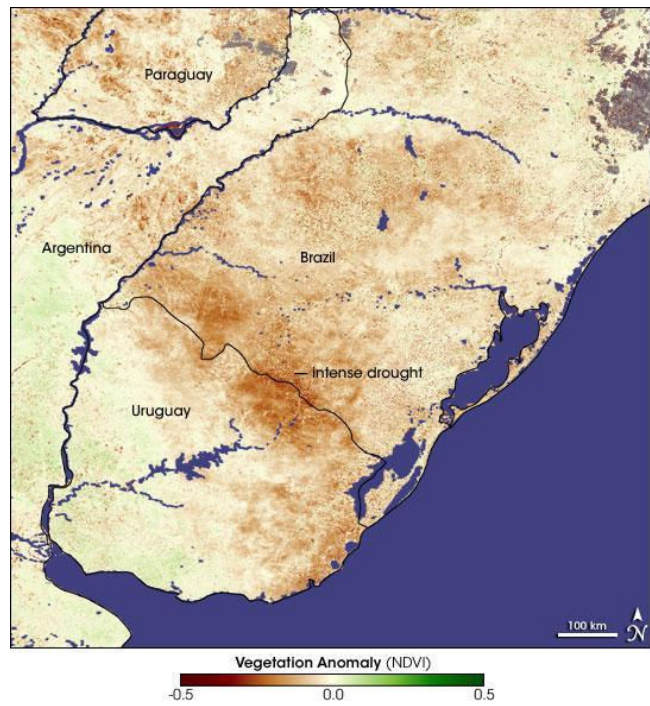 Paraguay
Argentina
Brazil
intense drought
Uruguay
100 km
N
Vegetation Anomaly (NDVI)
-0.5 0.0 0.5